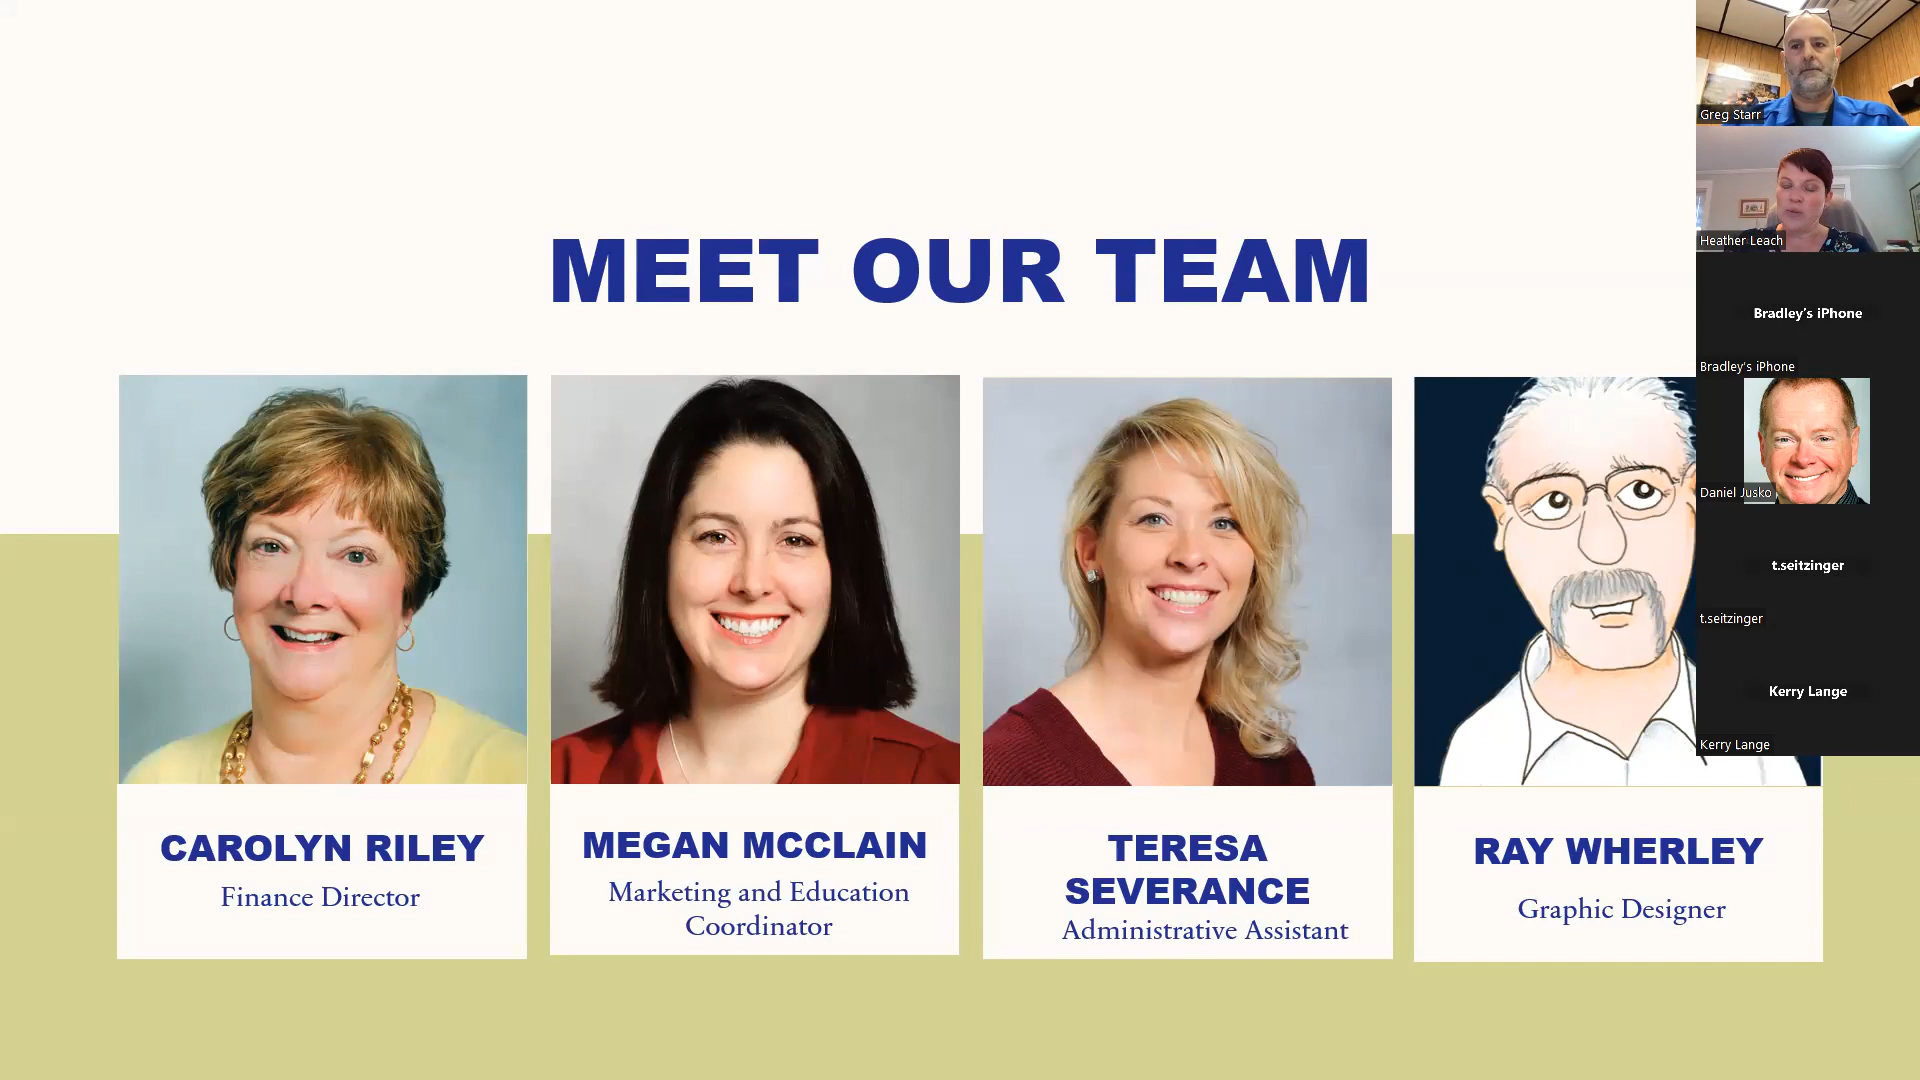 MEET OUR TEAM
CAROLYN RILEY
Finance Director
MEGAN MCCLAIN
Marketing and Education
Coordinator
TERESA
SEVERANCE
Administrative Assistant
RAY WHERLEY
Graphic Designer
Greg Starr
Heather Leach
Bradley's iPhone
Bradley's iPhone
Daniel Jusko
t.seitzinger
t.seitzinger
Kerry Lange
Kerry Lange